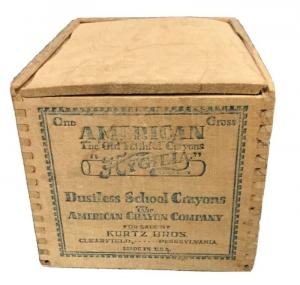 One Gross
AMERICAN
The Old Faithful Crayons
"HYGIEIA"
Dustless School Crayons
The
AMERICAN CRAYON COMPANY
FOR SALE BY
KURTZ BROS.
CLEARFIELD, ······ PENNSYLVANIA
MADE IN U.S.A.